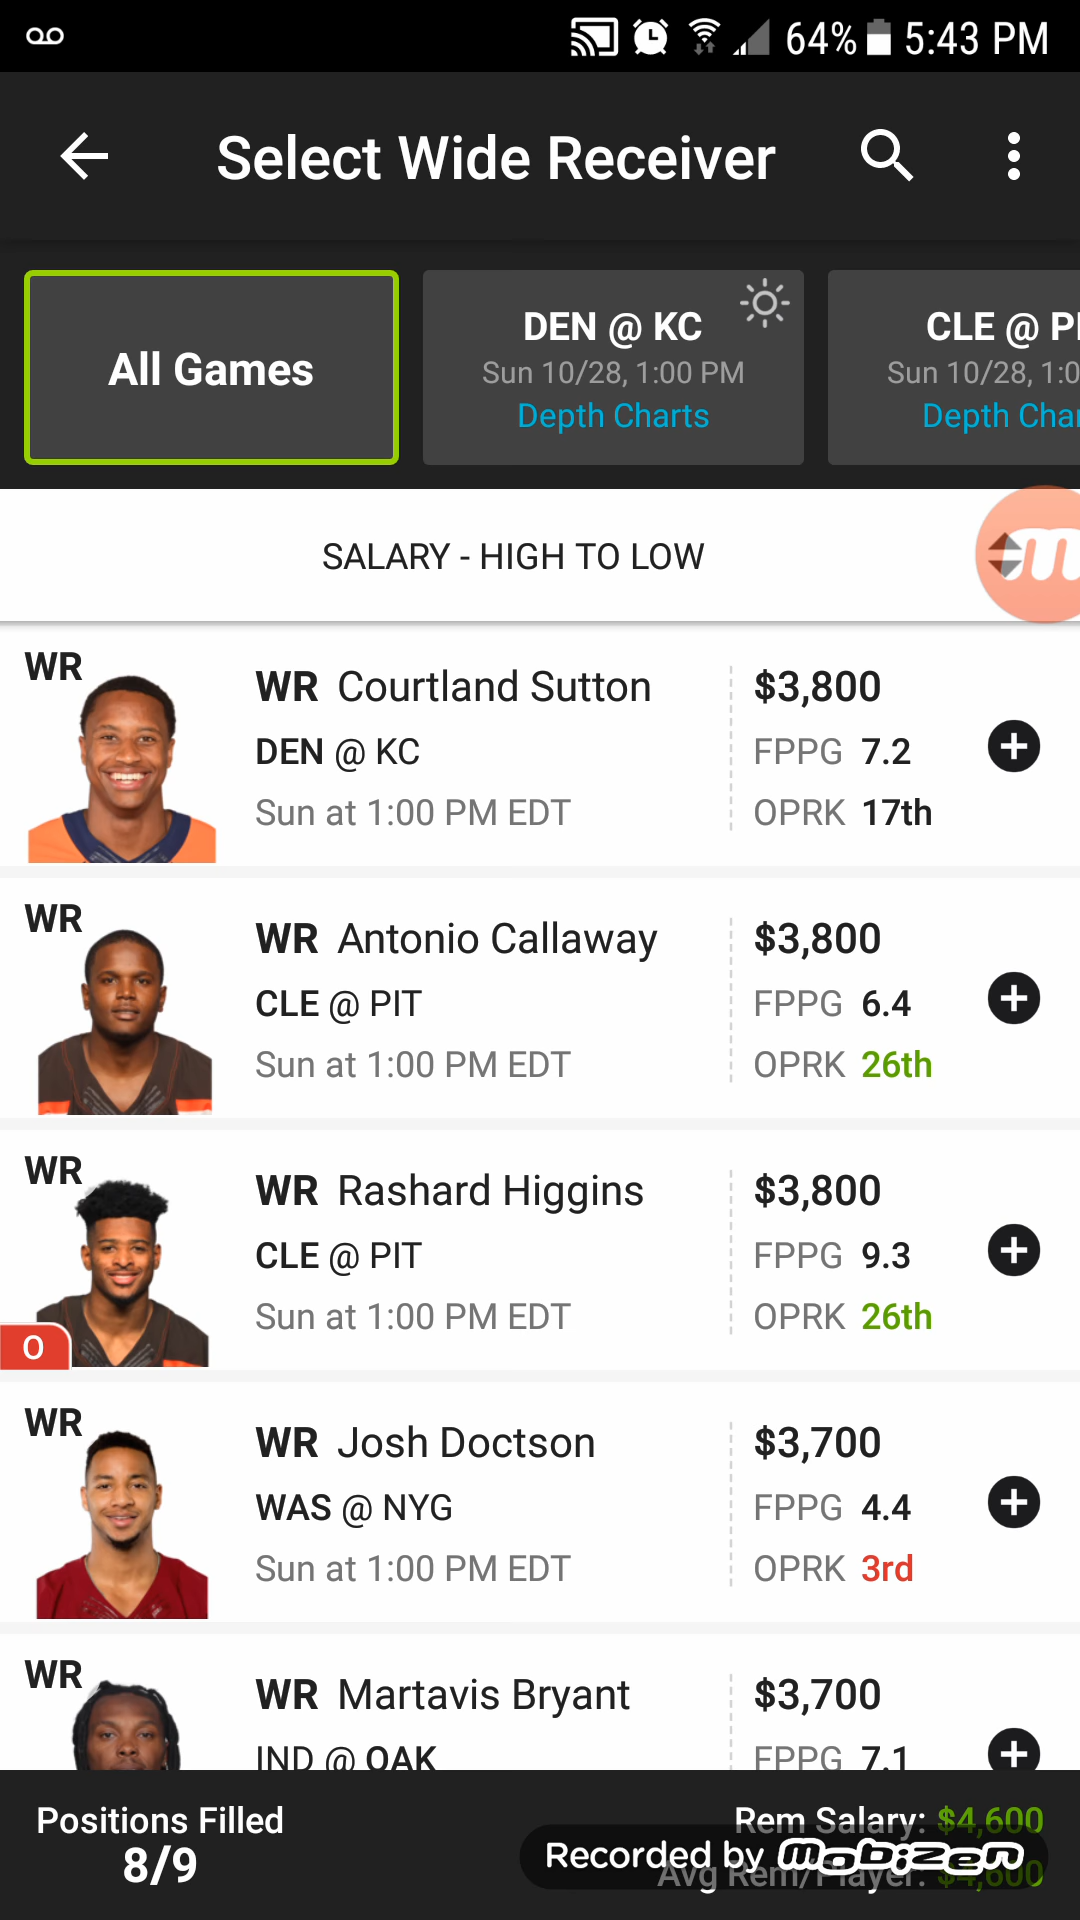 64% 5:43 PM
Select Wide Receiver
All Games
DEN @ KC
Sun 10/28, 1:00 PM
Depth Charts
CLE @ PI
Sun 10/28, 1:0
Depth Char
SALARY - HIGH TO LOW
WR
WR Courtland Sutton $3,800
DEN @ KC FPPG 7.2
Sun at 1:00 PM EDT OPRK 17th
WR
WR Antonio Callaway $3,800
CLE @ PIT FPPG 6.4
Sun at 1:00 PM EDT OPRK 26th
WR
WR Rashard Higgins $3,800
CLE @ PIT FPPG 9.3
Sun at 1:00 PM EDT OPRK 26th
O
WR
WR Josh Doctson $3,700
WAS @ NYG FPPG 4.4
Sun at 1:00 PM EDT OPRK 3rd
WR
WR Martavis Bryant $3,700
IND @ OAK FPPG 7.1
Positions Filled Rem Salary: $4,600
8/9 Avg Rem/Player: $4,600
Recorded by mobizen